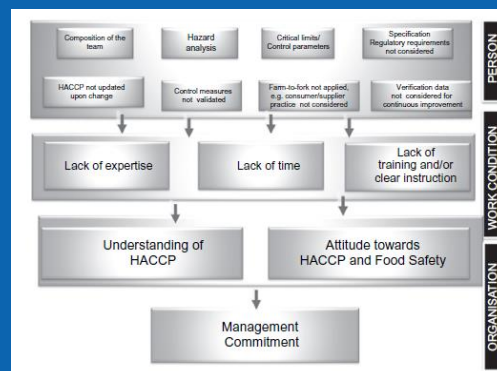 Composition of the
team
Hazard
analysis
Critical limits/
Control parameters
Specification
Regulatory requirements
not considered
HACCP not updated
upon change
Control measures
not validated
Farm-to-fork not applied,
e.g. consumer/supplier
practice not considered
Verification data
not considered for
continuous improvement
PERSON
Lack of expertise
Lack of time
Lack of
training and/or
clear instruction
WORK CONDITION
Understanding of
HACCP
Attitude towards
HACCP and Food Safety
Management
Commitment
ORGANISATION